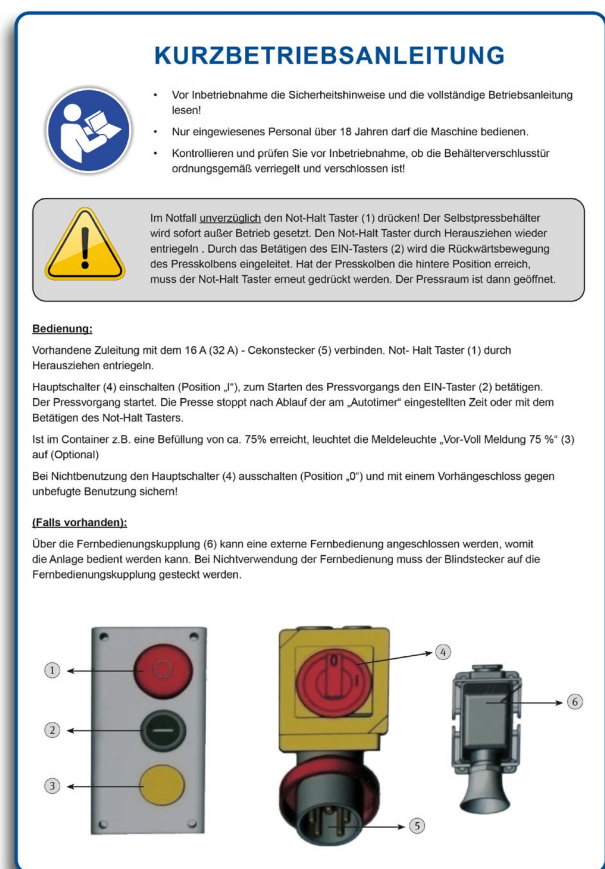 KURZBETRIEBSANLEITUNG
• Vor Inbetriebnahme die Sicherheitshinweise und die vollständige Betriebsanleitung
lesen!
• Nur eingewiesenes Personal über 18 Jahren darf die Maschine bedienen.
• Kontrollieren und prüfen Sie vor Inbetriebnahme, ob die Behälterverschlusstür
ordnungsgemäß verriegelt und verschlossen ist!
Im Notfall unverzüglich den Not-Halt Taster (1) drücken! Der Selbstpressbehälter
wird sofort außer Betrieb gesetzt. Den Not-Halt Taster durch Herausziehen wieder
entriegeln . Durch das Betätigen des EIN-Tasters (2) wird die Rückwärtsbewegung
des Presskolbens eingeleitet. Hat der Presskolben die hintere Position erreich,
muss der Not-Halt Taster erneut gedrückt werden. Der Pressraum ist dann geöffnet.
Bedienung:
Vorhandene Zuleitung mit dem 16 A (32 A) - Cekonstecker (5) verbinden. Not- Halt Taster (1) durch
Herausziehen entriegeln.
Hauptschalter (4) einschalten (Position „I“), zum Starten des Pressvorgangs den EIN-Taster (2) betätigen.
Der Pressvorgang startet. Die Presse stoppt nach Ablauf der am „Autotimer“ eingestellten Zeit oder mit dem
Betätigen des Not-Halt Tasters.
Ist im Container z.B. eine Befüllung von ca. 75% erreicht, leuchtet die Meldeleuchte „Vor-Voll Meldung 75 %“ (3)
auf (Optional)
Bei Nichtbenutzung den Hauptschalter (4) ausschalten (Position „0“) und mit einem Vorhängeschloss gegen
unbefugte Benutzung sichern!
(Falls vorhanden):
Über die Fernbedienungskupplung (6) kann eine externe Fernbedienung angeschlossen werden, womit
die Anlage bedient werden kann. Bei Nichtverwendung der Fernbedienung muss der Blindstecker auf die
Fernbedienungskupplung gesteckt werden.
1
2
3
0
I
4
5
6